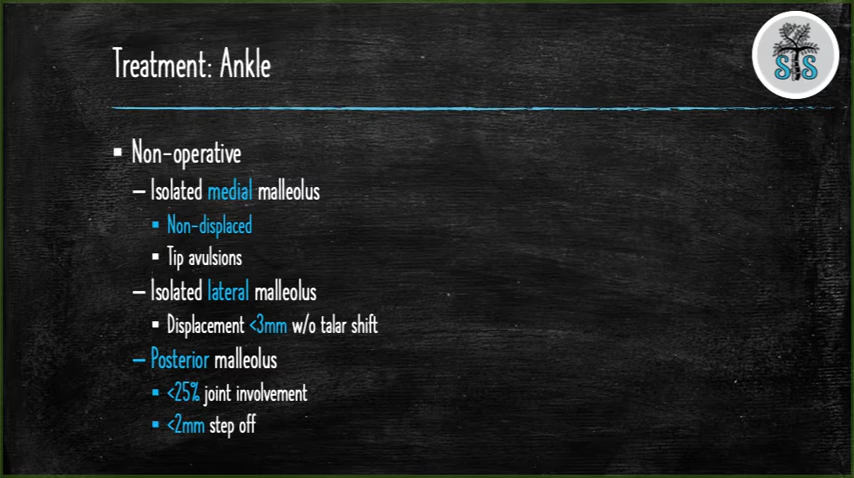 Treatment: Ankle
STS
▪ Non-operative
– Isolated medial malleolus
▪ Non-displaced
▪ Tip avulsions
– Isolated lateral malleolus
▪ Displacement <3mm w/o talar shift
– Posterior malleolus
▪ <25% joint involvement
▪ <2mm step off